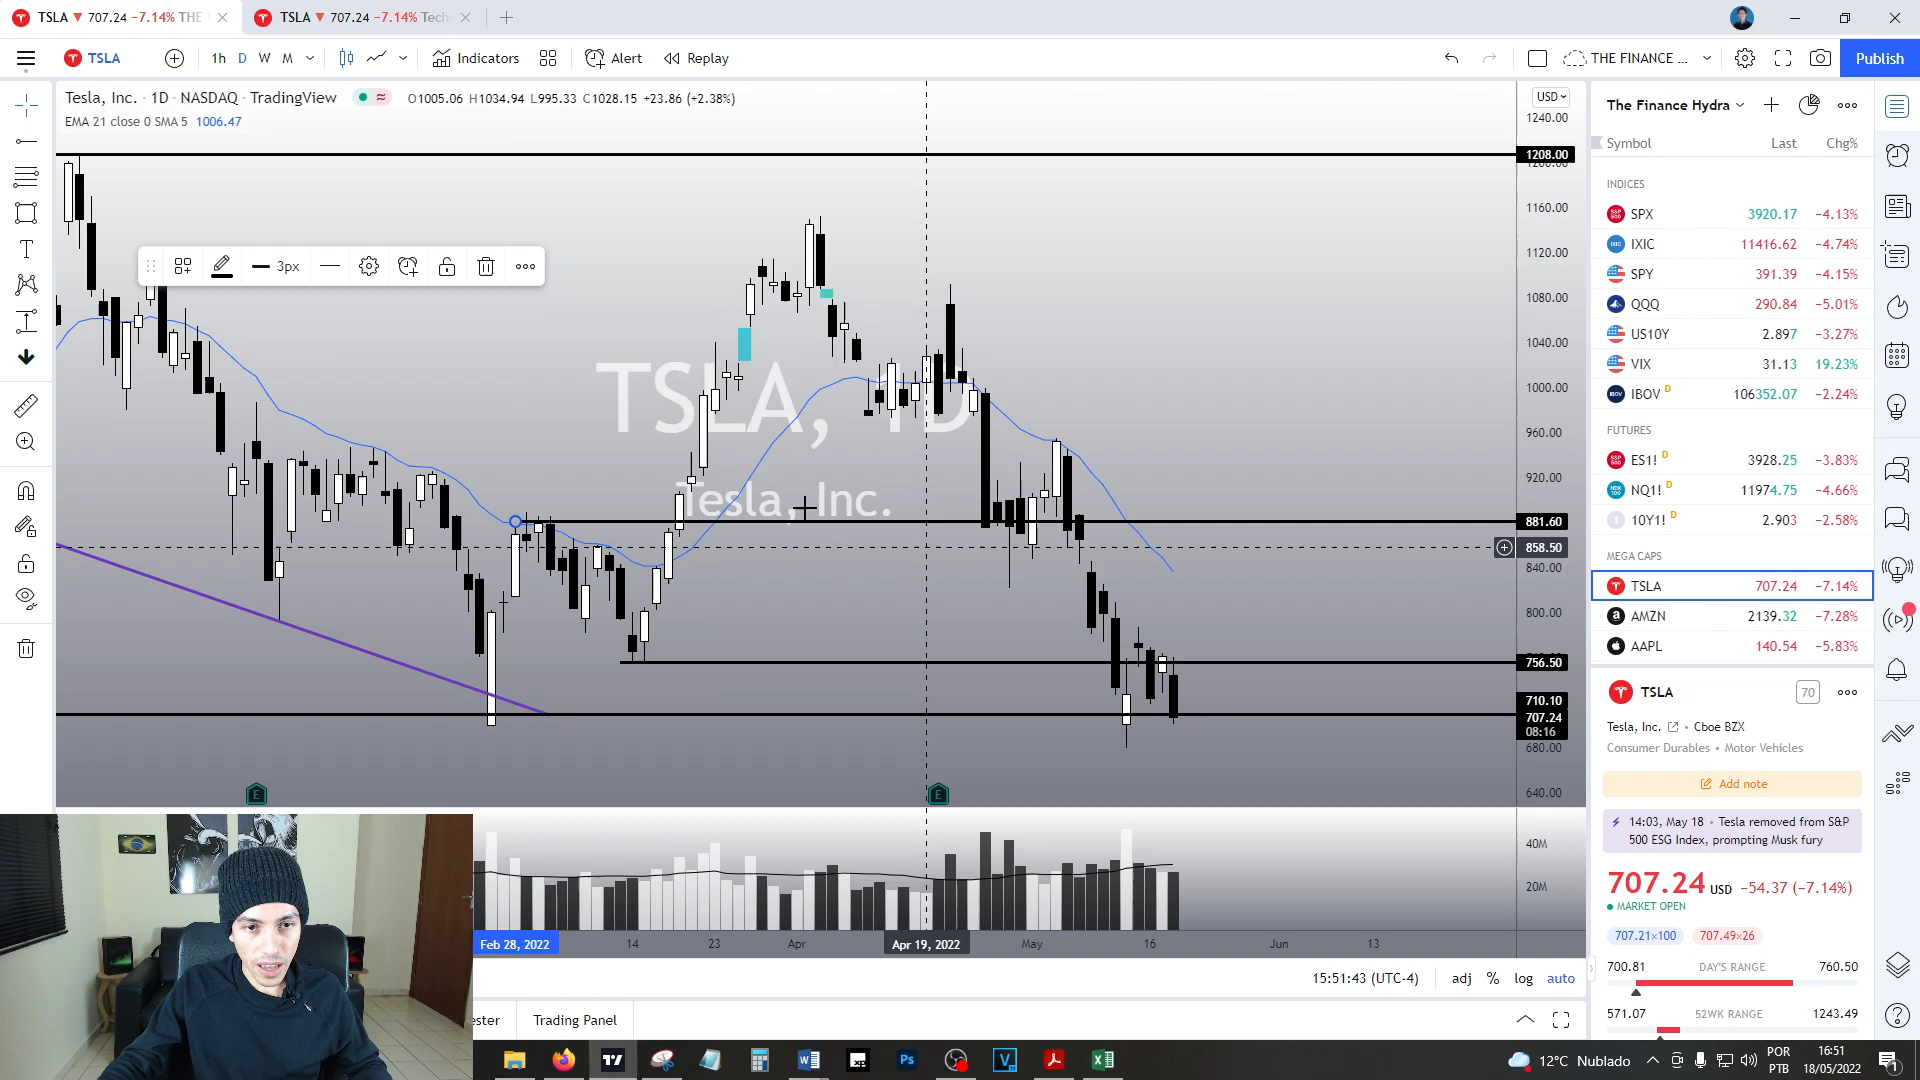 TSLA ▼ 707.24 −7.14% THE
TSLA ▼ 707.24 −7.14% Tech
TSLA
1h D W M
Indicators
Alert
Replay
THE FINANCE ...
Publish
Tesla, Inc. · 1D · NASDAQ · TradingView
O1005.06 H1034.94 L995.33 C1028.15 +23.86 (+2.38%)
EMA 21 close 0 SMA 5 1006.47
3px
TSLA, 1D
Tesla, Inc.
USD
1240.00
1208.00
1160.00
1120.00
1080.00
1040.00
1000.00
960.00
920.00
881.60
858.50
840.00
800.00
756.50
710.10
707.24
08:16
680.00
640.00
E
E
40M
20M
Feb 28, 2022
14
23
Apr
Apr 19, 2022
May
16
Jun
13
15:51:43 (UTC-4)
adj % log auto
ester
Trading Panel
The Finance Hydra
Symbol Last Chg%
INDICES
SPX 3920.17 −4.13%
IXIC 11416.62 −4.74%
SPY 391.39 −4.15%
QQQ 290.84 −5.01%
US10Y 2.897 −3.27%
VIX 31.13 19.23%
IBOV D 106352.07 −2.24%
FUTURES
ES1! D 3928.25 −3.83%
NQ1! D 11974.75 −4.66%
10Y1! D 2.903 −2.58%
MEGA CAPS
TSLA 707.24 −7.14%
AMZN 2139.32 −7.28%
AAPL 140.54 −5.83%
TSLA 70
Tesla, Inc. • Cboe BZX
Consumer Durables • Motor Vehicles
Add note
14:03, May 18 • Tesla removed from S&P
500 ESG Index, prompting Musk fury
707.24 USD −54.37 (−7.14%)
MARKET OPEN
707.21×100 707.49×26
700.81 DAY'S RANGE 760.50
571.07 52WK RANGE 1243.49
12°C Nublado
POR
PTB
16:51
18/05/2022
1